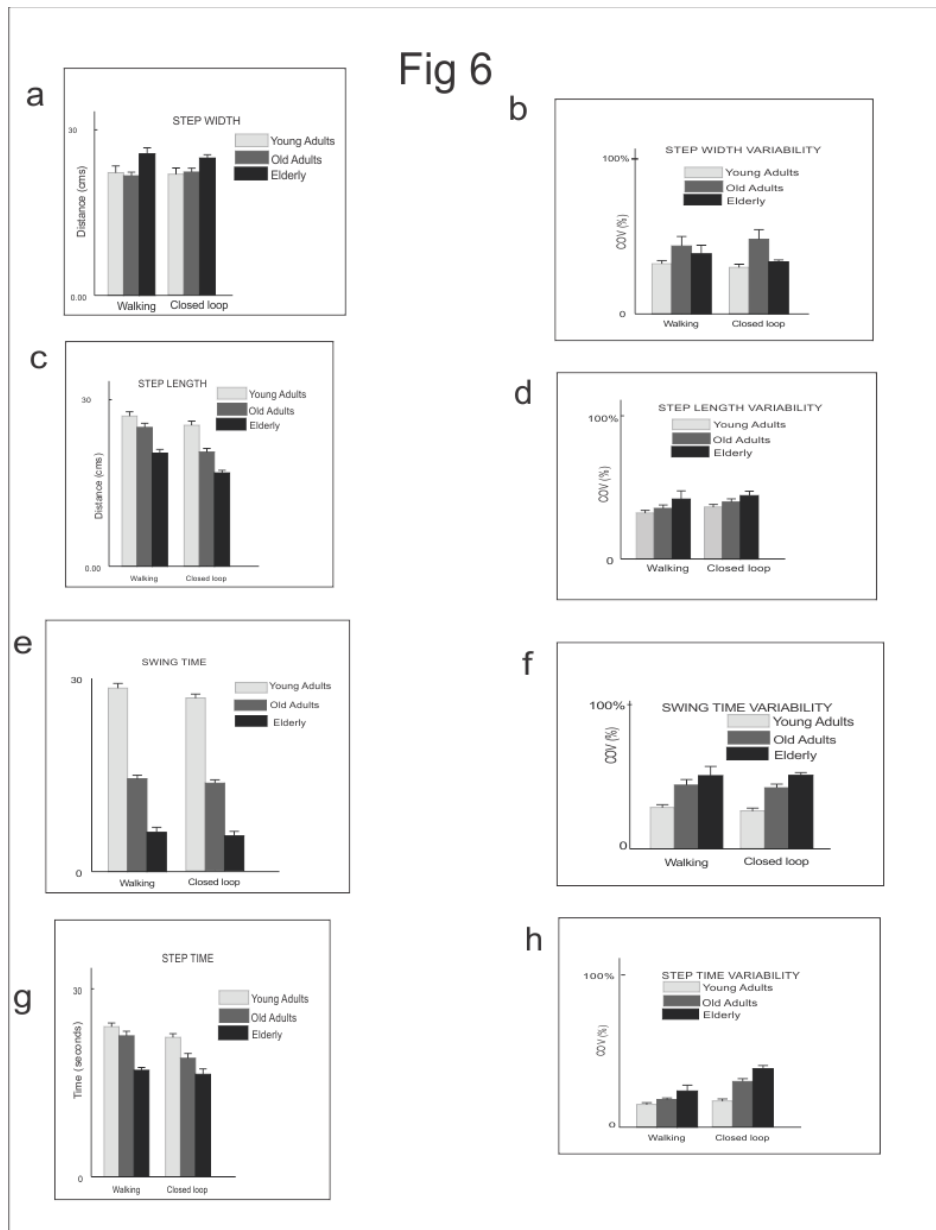 Fig 6
a
STEP WIDTH
30
Young Adults
Old Adults
Elderly
Distance (cms)
0.00
Walking Closed loop
b
STEP WIDTH VARIABILITY
100%
Young Adults
Old Adults
Elderly
COV (%)
0
Walking Closed loop
c
STEP LENGTH
30
Young Adults
Old Adults
Elderly
Distance (cms)
0.00
Walking Closed loop
d
STEP LENGTH VARIABILITY
100%
Young Adults
Old Adults
Elderly
COV (%)
0
Walking Closed loop
e
SWING TIME
30
Young Adults
Old Adults
Elderly
0
Walking Closed loop
f
SWING TIME VARIABILITY
100%
Young Adults
Old Adults
Elderly
COV (%)
0
Walking Closed loop
g
STEP TIME
30
Young Adults
Old Adults
Elderly
Time (seconds)
0
Walking Closed loop
h
STEP TIME VARIABILITY
100%
Young Adults
Old Adults
Elderly
COV (%)
0
Walking Closed loop